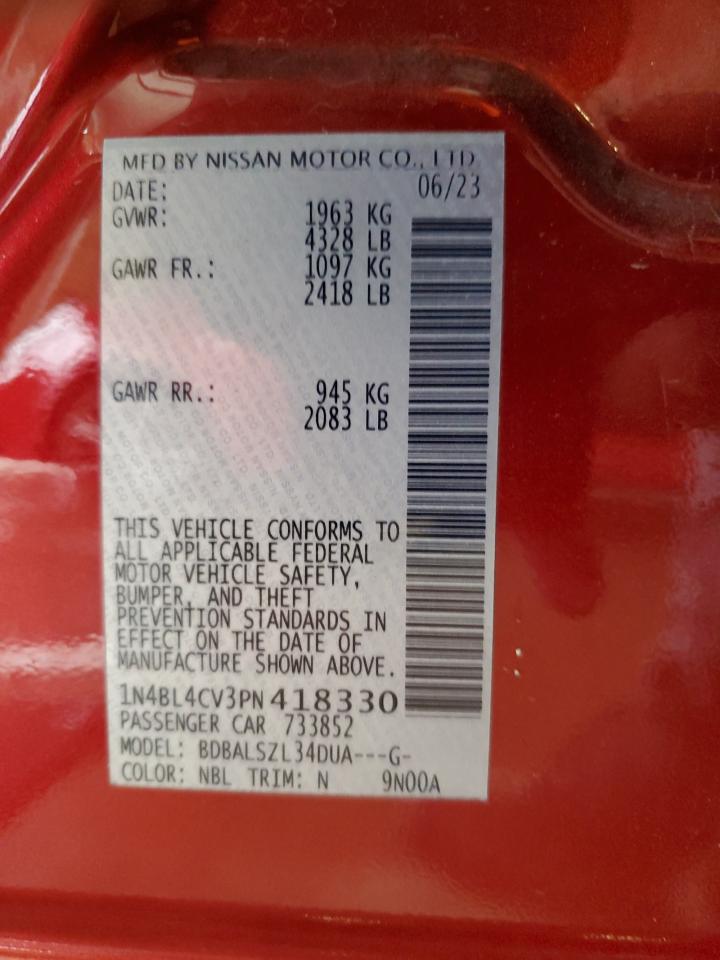 MFD BY NISSAN MOTOR CO., LTD
DATE: 06/23
GVWR: 1963 KG
4328 LB
GAWR FR.: 1097 KG
2418 LB
GAWR RR.: 945 KG
2083 LB
THIS VEHICLE CONFORMS TO
ALL APPLICABLE FEDERAL
MOTOR VEHICLE SAFETY,
BUMPER, AND THEFT
PREVENTION STANDARDS IN
EFFECT ON THE DATE OF
MANUFACTURE SHOWN ABOVE.
1N4BL4CV3PN418330
PASSENGER CAR 733852
MODEL: BDBALSZL34DUA---G-
COLOR: NBL TRIM: N 9N00A